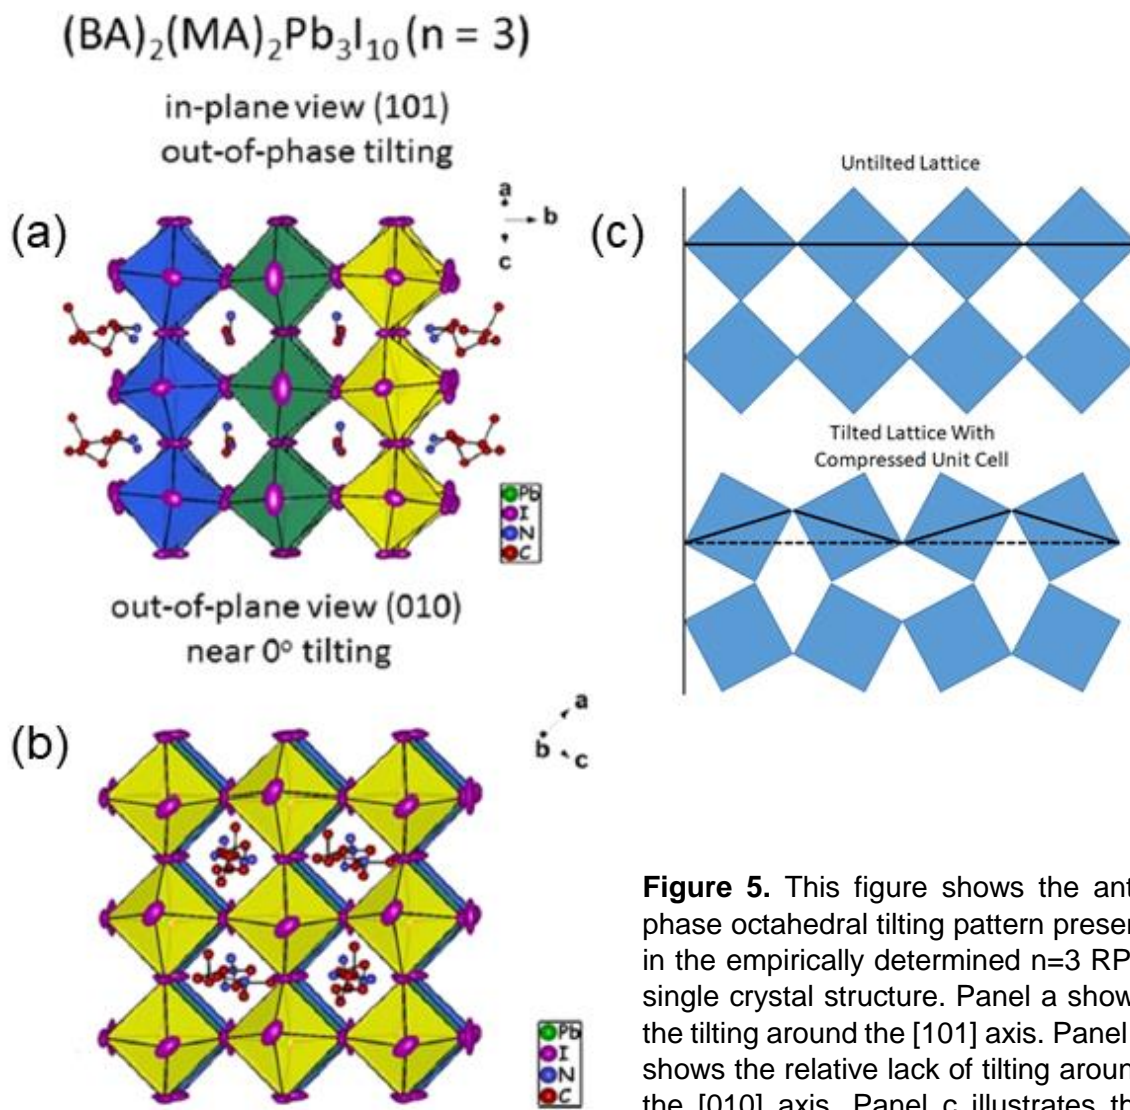 (BA)₂(MA)₂Pb₃I₁₀ (n = 3)
in-plane view (101)
out-of-phase tilting
(a)
a
b
c
Pb
I
N
C
out-of-plane view (010)
near 0° tilting
(b)
a
b
c
Pb
I
N
C
(c)
Untilted Lattice
Tilted Lattice With
Compressed Unit Cell
Figure 5. This figure shows the ant
phase octahedral tilting pattern preser
in the empirically determined n=3 RP
single crystal structure. Panel a show
the tilting around the [101] axis. Panel
shows the relative lack of tilting aroun
the [010] axis. Panel c illustrates th